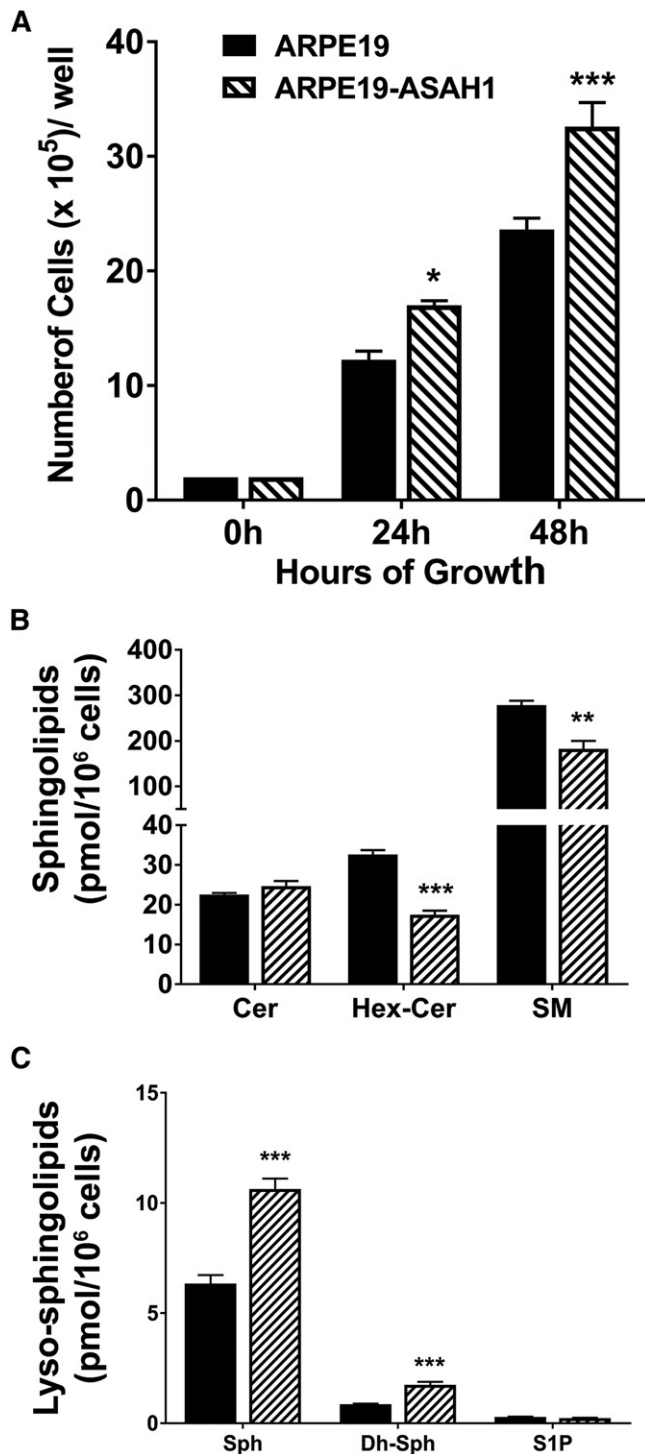 A
40
30
20
10
0
Numberof Cells (x 10⁵)/ well
ARPE19
ARPE19-ASAH1
*
***
0h 24h 48h
Hours of Growth
B
Sphingolipids
(pmol/10⁶ cells)
400
300
200
100
40
30
20
10
0
***
**
Cer Hex-Cer SM
C
Lyso-sphingolipids
(pmol/10⁶ cells)
15
10
5
0
***
***
Sph Dh-Sph S1P